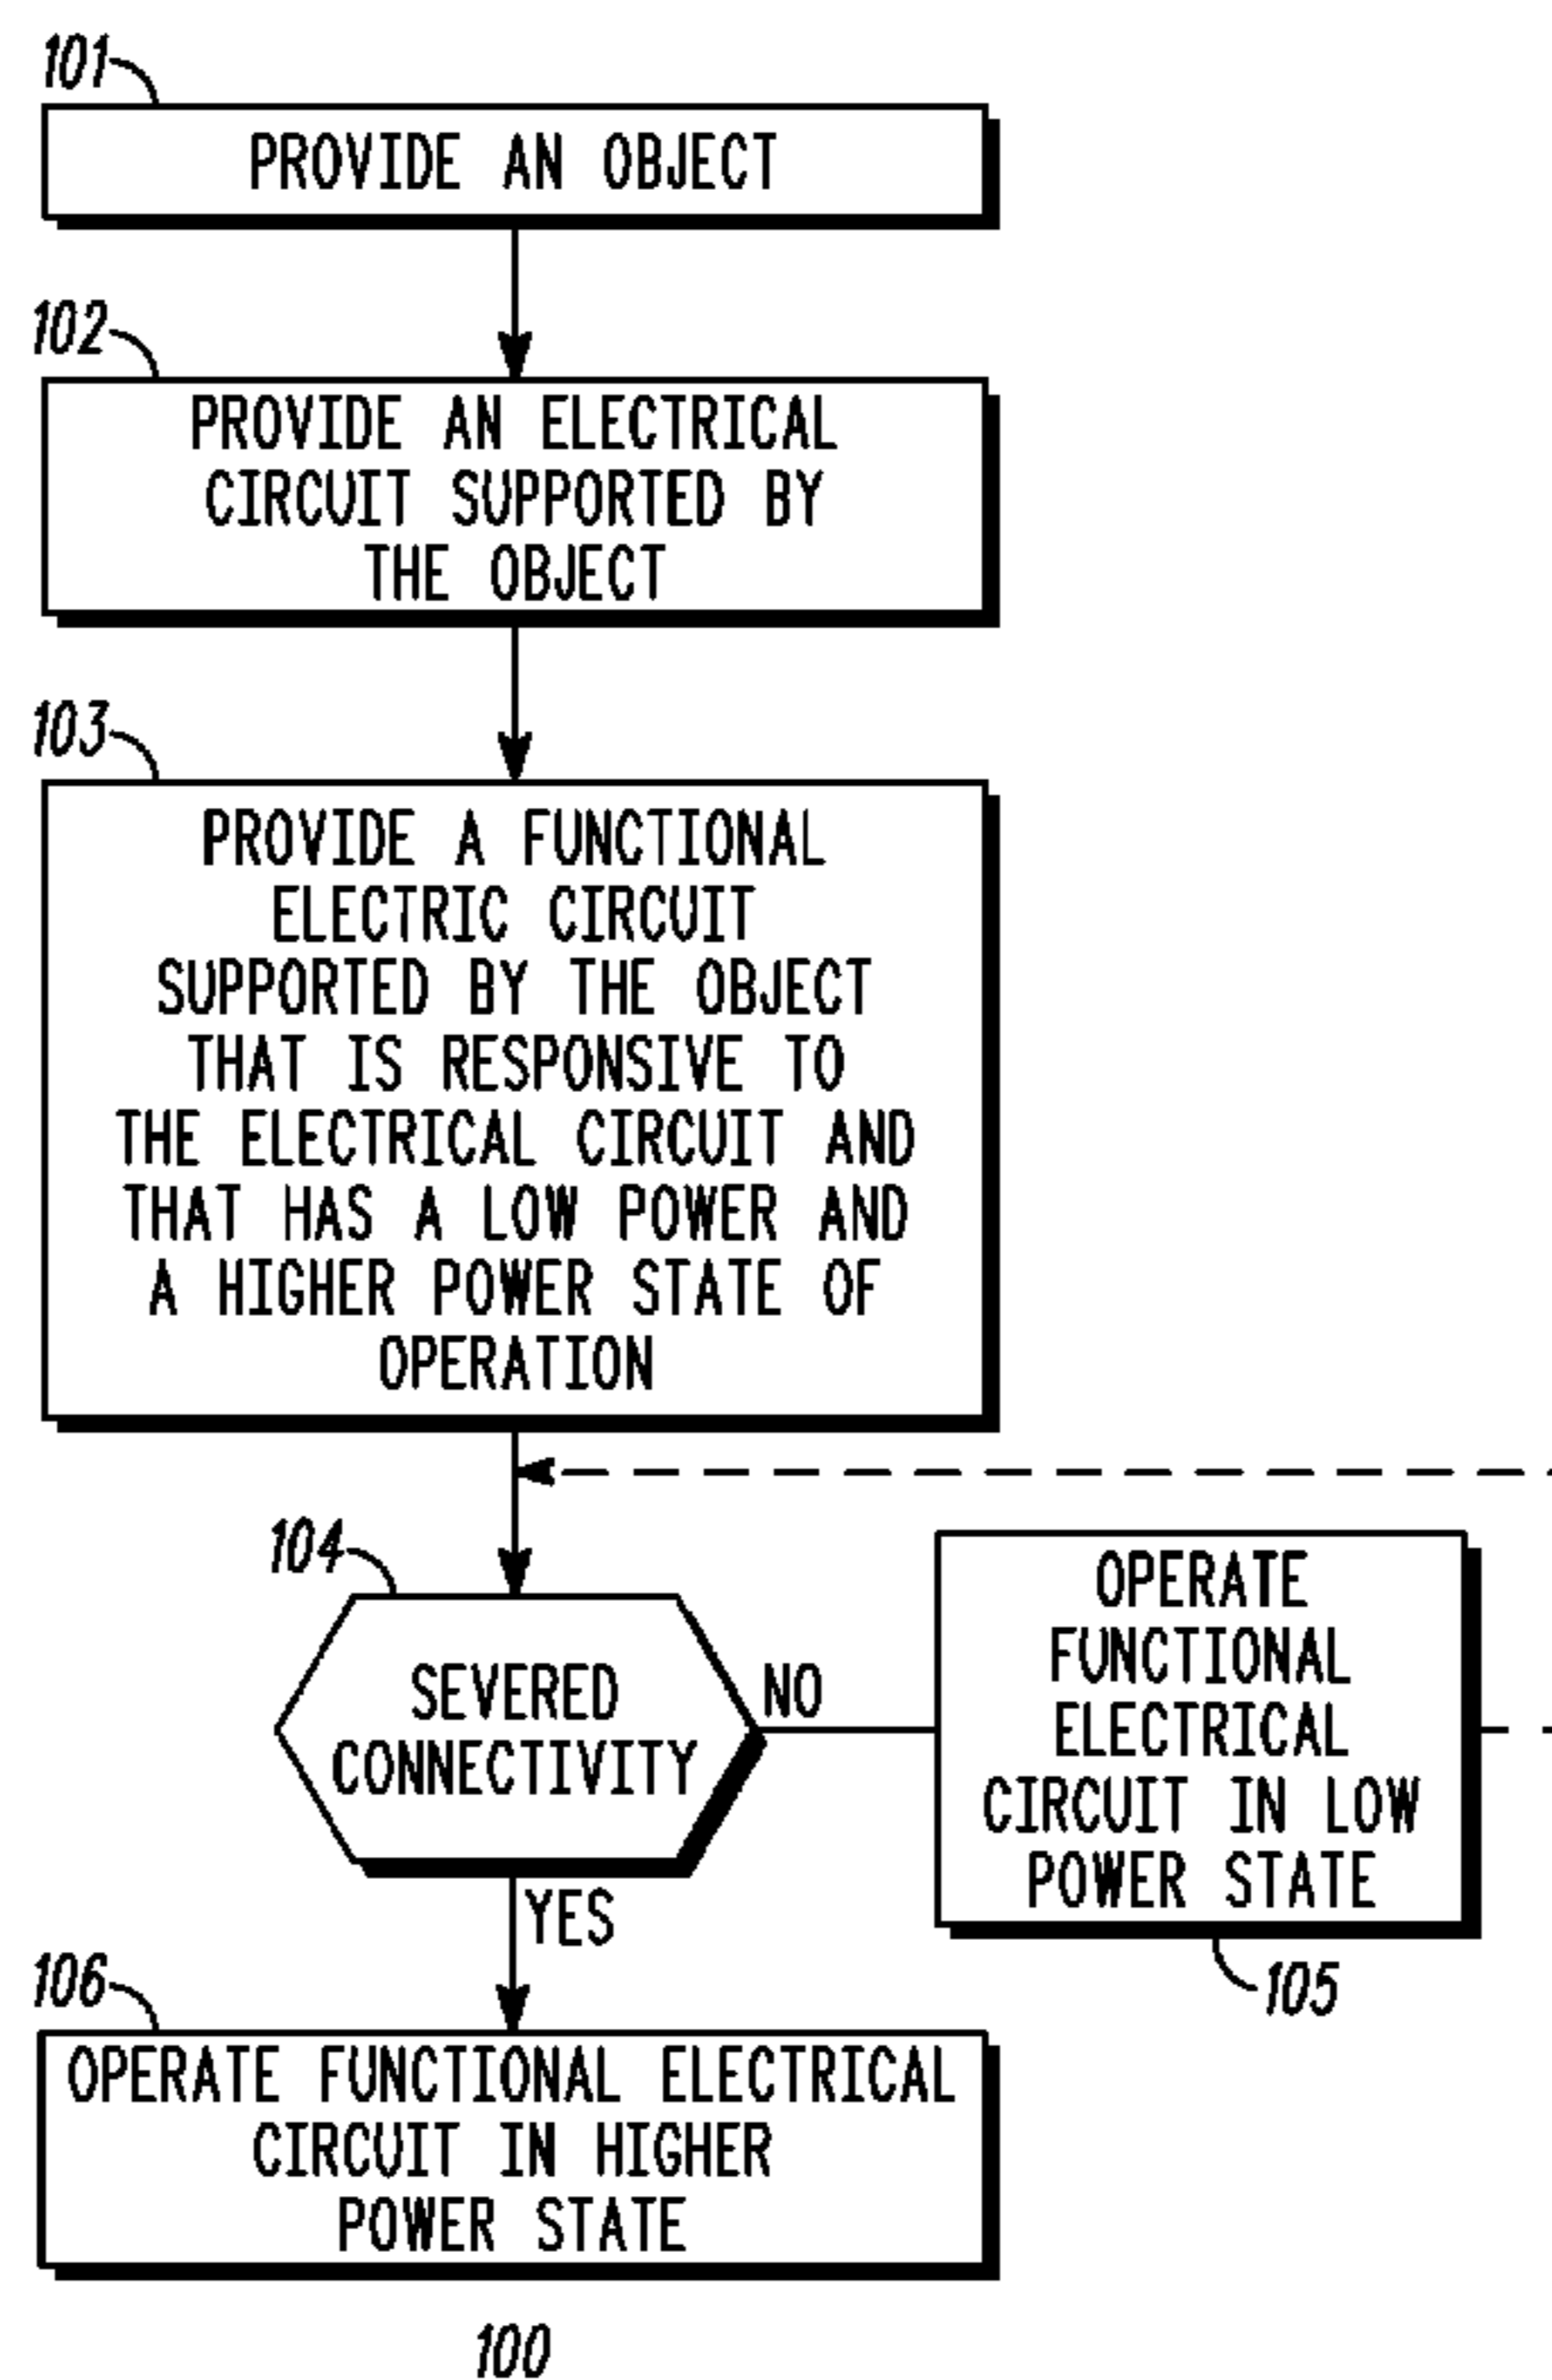 101
PROVIDE AN OBJECT
102
PROVIDE AN ELECTRICAL
CIRCUIT SUPPORTED BY
THE OBJECT
103
PROVIDE A FUNCTIONAL
ELECTRIC CIRCUIT
SUPPORTED BY THE OBJECT
THAT IS RESPONSIVE TO
THE ELECTRICAL CIRCUIT AND
THAT HAS A LOW POWER AND
A HIGHER POWER STATE OF
OPERATION
104
SEVERED
CONNECTIVITY
NO
OPERATE
FUNCTIONAL
ELECTRICAL
CIRCUIT IN LOW
POWER STATE
105
YES
106
OPERATE FUNCTIONAL ELECTRICAL
CIRCUIT IN HIGHER
POWER STATE
100